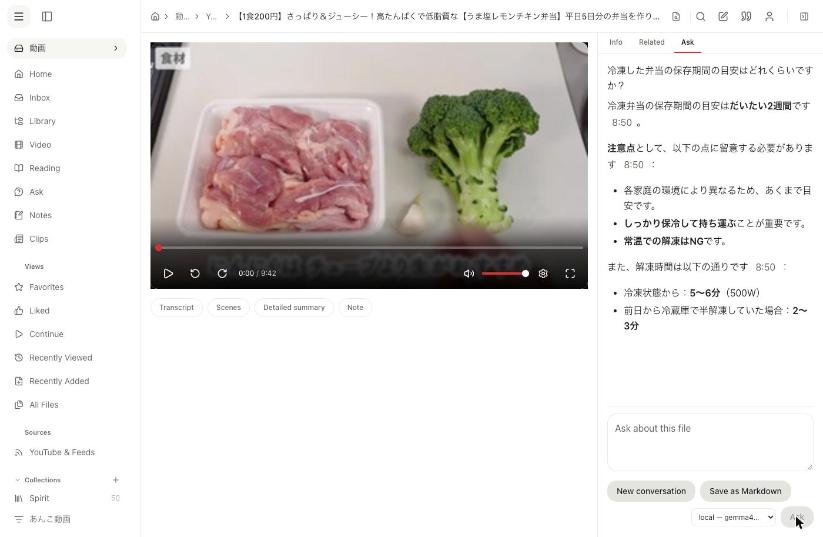 動画
Home
Inbox
Library
Video
Reading
Ask
Notes
Clips
Views
Favorites
Liked
Continue
Recently Viewed
Recently Added
All Files
Sources
YouTube & Feeds
Collections
Spirit 50
あんこ動画
動... Y... 【1食200円】さっぱり&ジューシー！高たんぱくで低脂質な【うま塩レモンチキン弁当】平日5日分の弁当を作り...
食材
0:00 / 9:42
Transcript Scenes Detailed summary Note
Info Related Ask
冷凍した弁当の保存期間の目安はどれくらいです
か？
冷凍弁当の保存期間の目安はだいたい2週間です
8:50 。
注意点として、以下の点に留意する必要がありま
す 8:50 ：
各家庭の環境により異なるため、あくまで目
安です。
しっかり保冷して持ち運ぶことが重要です。
常温での解凍はNGです。
また、解凍時間は以下の通りです 8:50 ：
冷凍状態から：5〜6分（500W）
前日から冷蔵庫で半解凍していた場合：2〜
3分
Ask about this file
New conversation Save as Markdown
local — gemma4... Ask